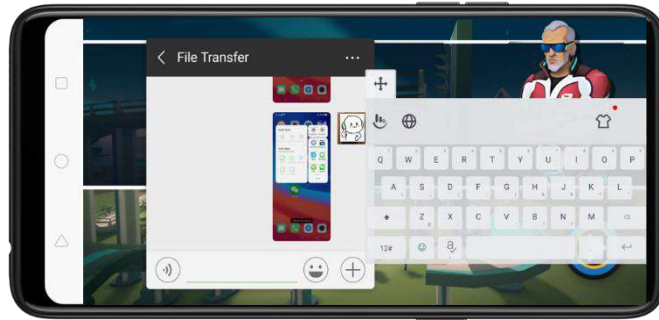 File Transfer
Q W E R T Y U I O P
A S D F G H J K L
Z X C V B N M
12#